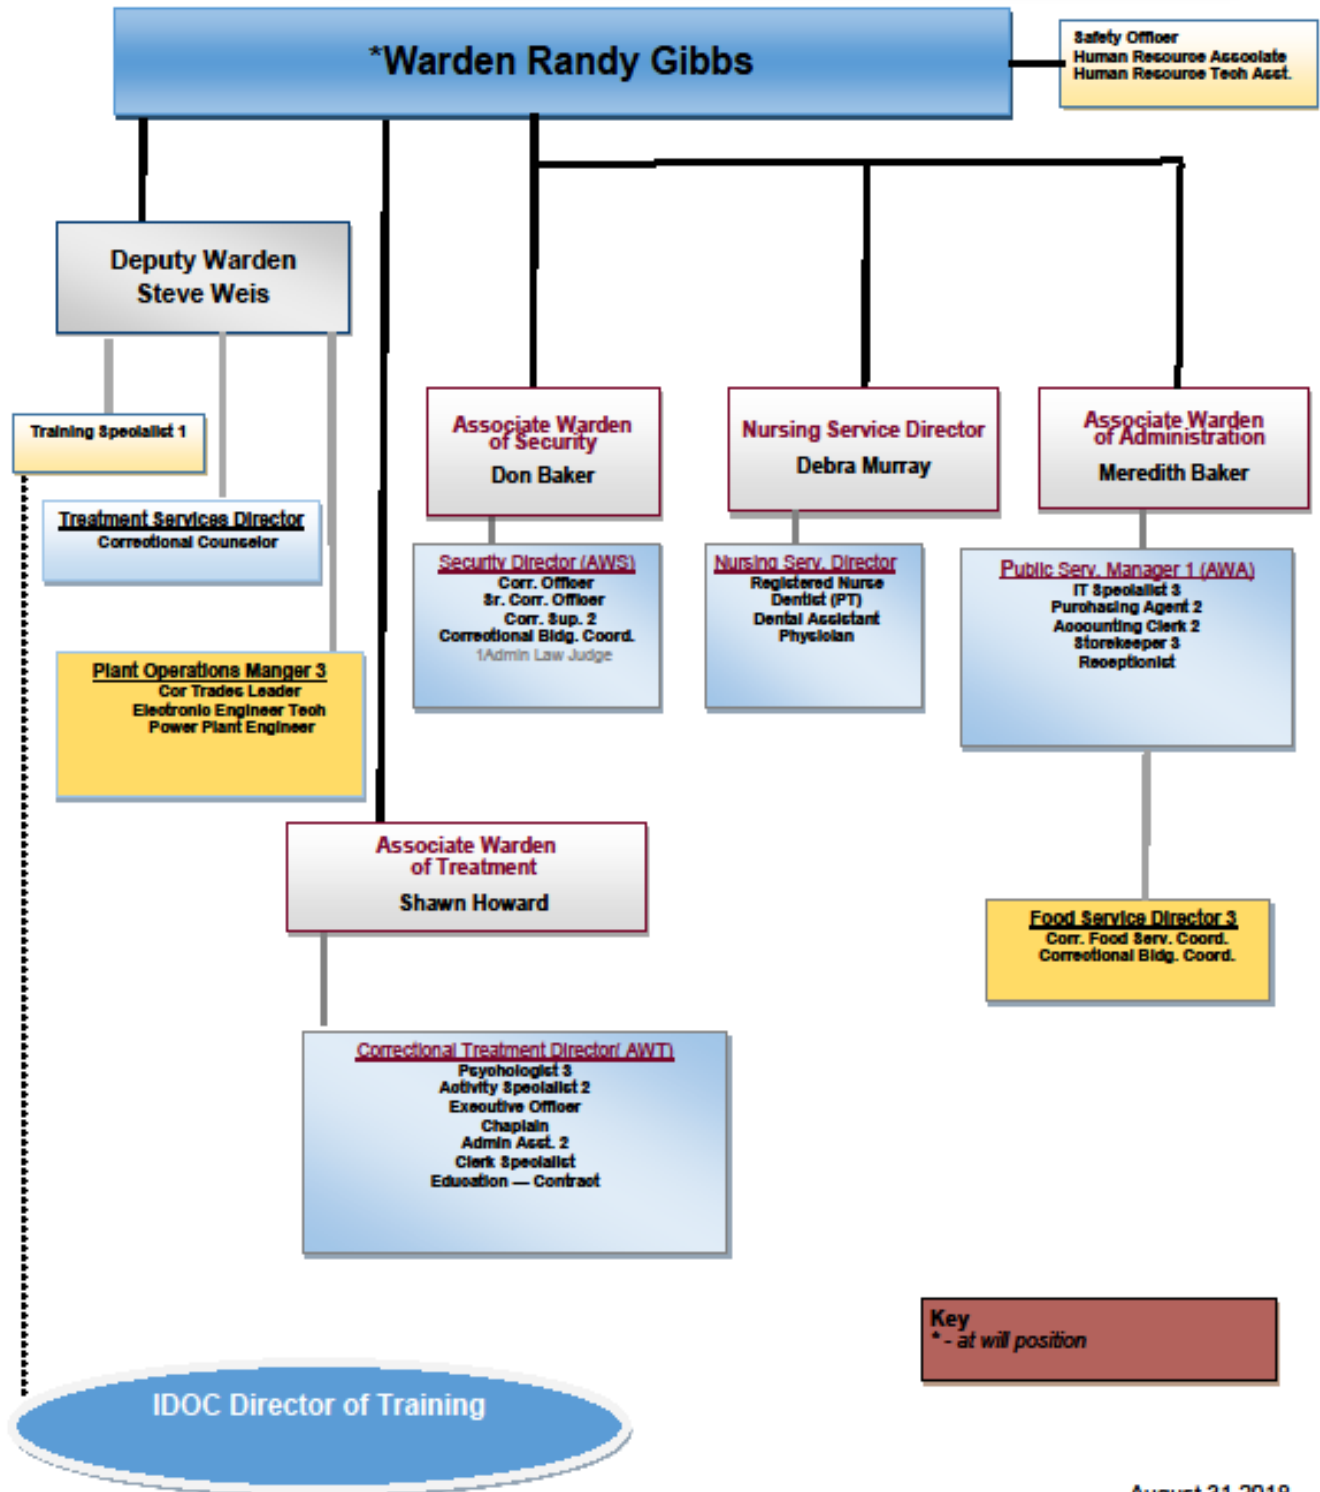 *Warden Randy Gibbs
Safety Officer
Human Resource Associate
Human Resource Tech Asst.
Deputy Warden
Steve Weis
Training Specialist 1
Treatment Services Director
Correctional Counselor
Plant Operations Manger 3
Cor Trades Leader
Electronic Engineer Tech
Power Plant Engineer
Associate Warden
of Security
Don Baker
Security Director (AWS)
Corr. Officer
Sr. Corr. Officer
Corr. Sup. 2
Correctional Bldg. Coord.
1Admin Law Judge
Nursing Service Director
Debra Murray
Nursing Serv. Director
Registered Nurse
Dentist (PT)
Dental Assistant
Physician
Associate Warden
of Administration
Meredith Baker
Public Serv. Manager 1 (AWA)
IT Specialist 3
Purchasing Agent 2
Accounting Clerk 2
Storekeeper 3
Receptionist
Food Service Director 3
Corr. Food Serv. Coord.
Correctional Bldg. Coord.
Associate Warden
of Treatment
Shawn Howard
Correctional Treatment Director( AWT)
Psychologist 3
Activity Specialist 2
Executive Officer
Chaplain
Admin Asst. 2
Clerk Specialist
Education — Contract
Key
* - at will position
IDOC Director of Training
August 31 2018